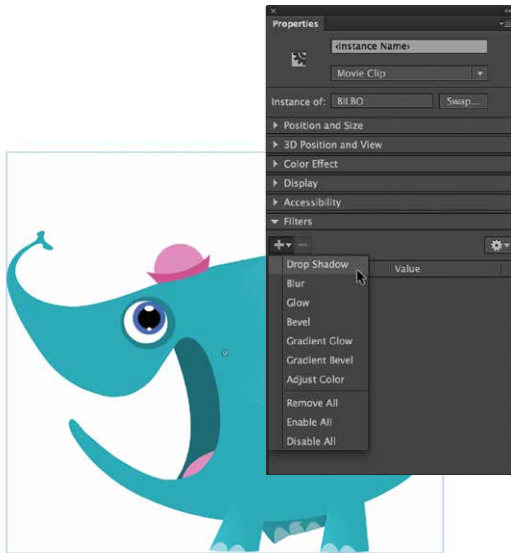 Properties
<Instance Name>
Movie Clip
Instance of: BILBO Swap...
Position and Size
3D Position and View
Color Effect
Display
Accessibility
Filters
Value
Drop Shadow
Blur
Glow
Bevel
Gradient Glow
Gradient Bevel
Adjust Color
Remove All
Enable All
Disable All